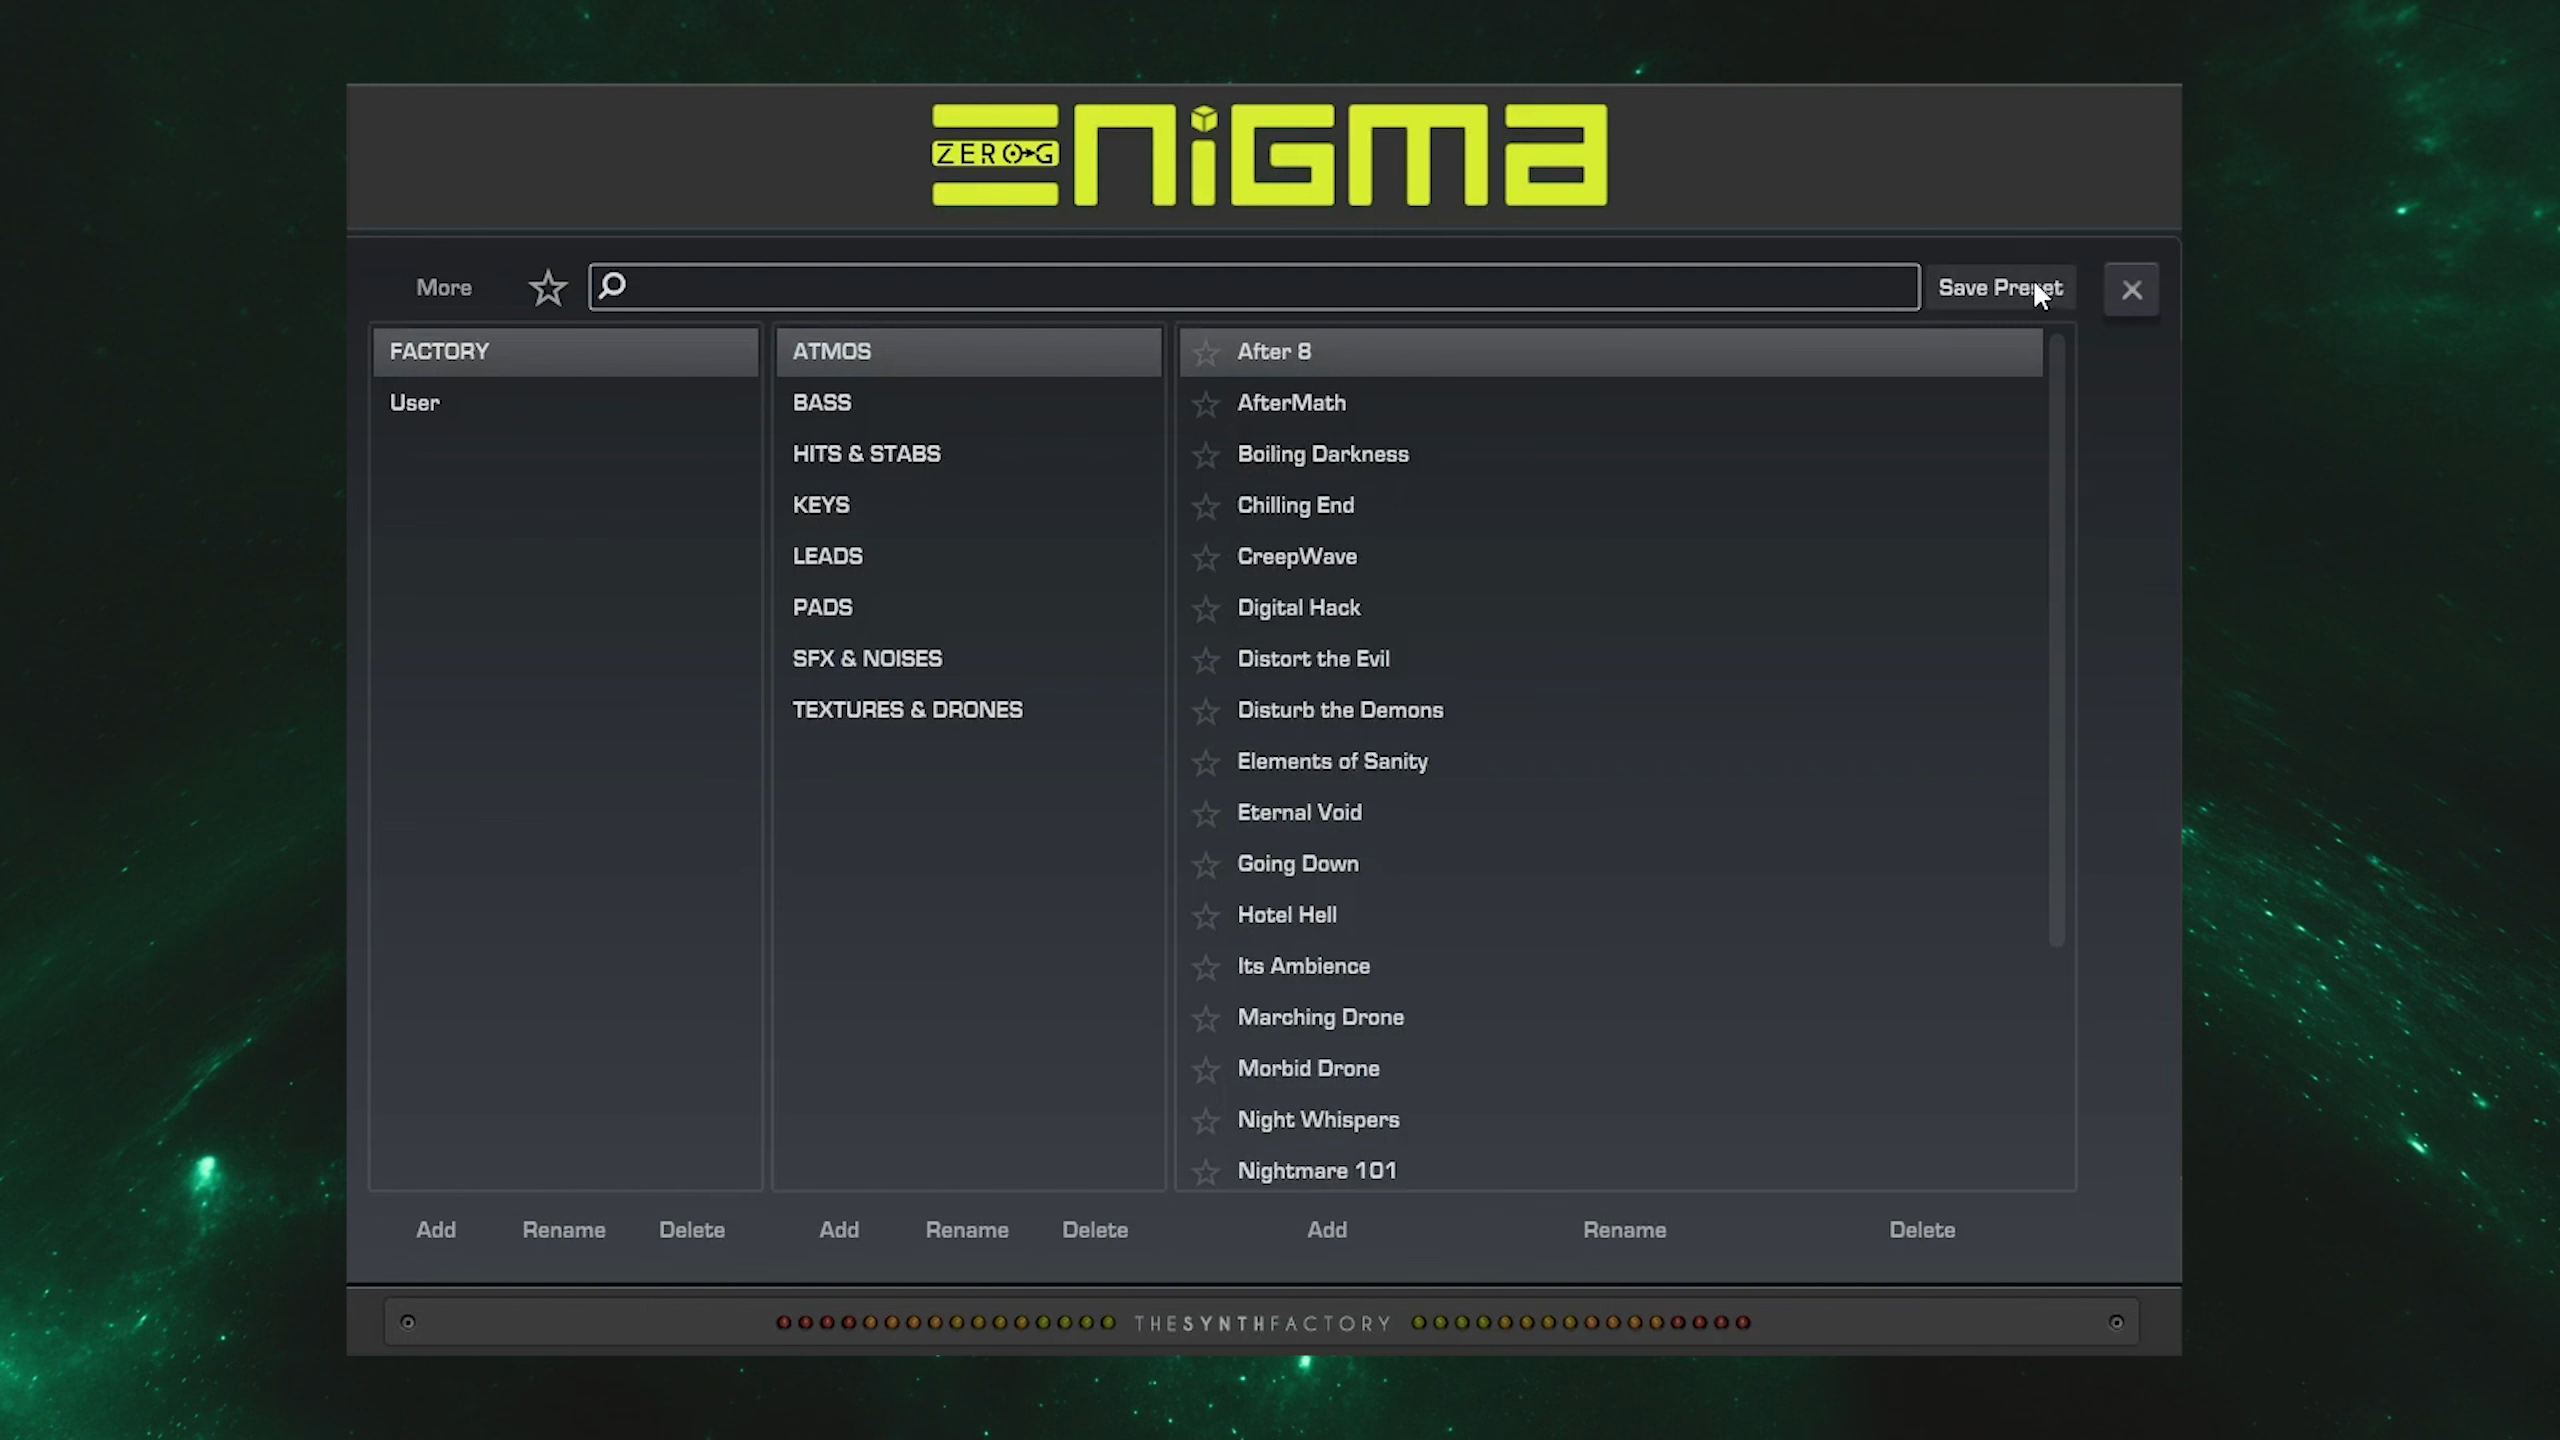 ZERO-G
ENiGMA
More
Save Preset
FACTORY
User
ATMOS
BASS
HITS & STABS
KEYS
LEADS
PADS
SFX & NOISES
TEXTURES & DRONES
After 8
AfterMath
Boiling Darkness
Chilling End
CreepWave
Digital Hack
Distort the Evil
Disturb the Demons
Elements of Sanity
Eternal Void
Going Down
Hotel Hell
Its Ambience
Marching Drone
Morbid Drone
Night Whispers
Nightmare 101
Add Rename Delete
Add Rename Delete
Add Rename Delete
THESYNTHFACTORY